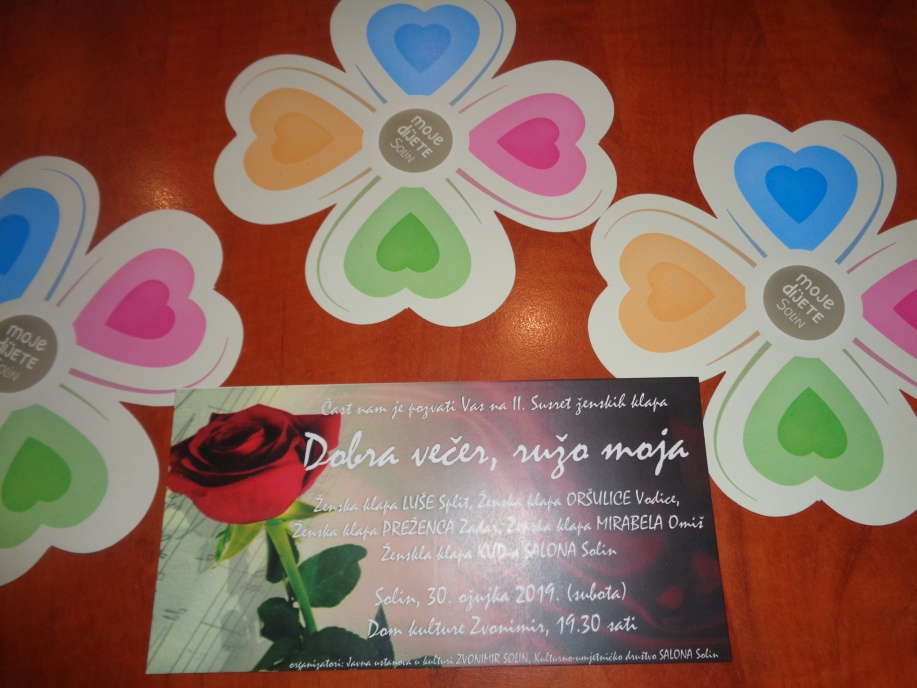 moje
dijete
Solin
moje
dijete
Solin
moje
dijete
Solin
Čast nam je pozvati Vas na II. Susret ženskih klapa
Dobra večer, ružo moja
Ženska klapa LUŠE Split, Ženska klapa ORŠULICE Vodice,
Ženska klapa PREŽENCA Zadar, Ženska klapa MIRABELA Omiš
Ženskla klapa KUD-a SALONA Solin
Solin, 30. ožujka 2019. (subota)
Dom kulture Zvonimir, 19.30 sati
organizatori: Javna ustanova u kulturi ZVONIMIR SOLIN, Kulturno-umjetničko društvo SALONA Solin